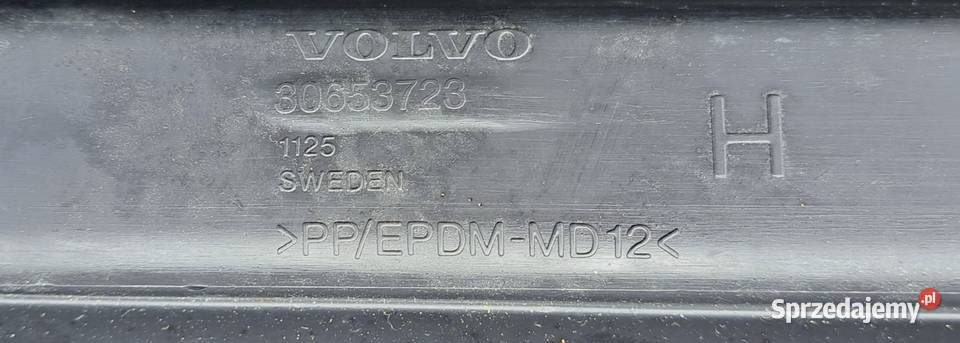 VOLVO
30653723
1125
SWEDEN
H
>PP/EPDM-MD12<
Sprzedajemy.pl